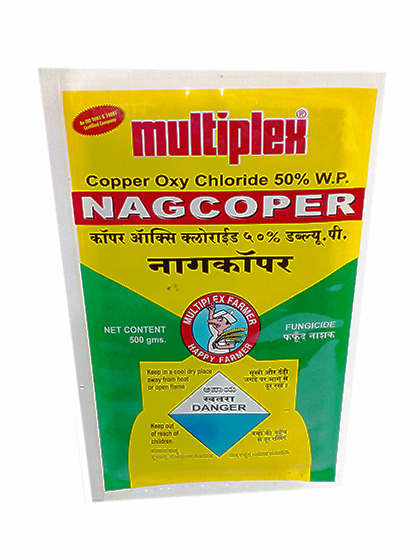 An ISO 9001 & 14001
Certified Company
multiplex®
Copper Oxy Chloride 50% W.P.
NAGCOPER
कॉपर ऑक्सि क्लोराईड ५०% डब्ल्यू.पी.
नागकॉपर
MULTIPLEX FARMER
HAPPY FARMER
NET CONTENT
500 gms.
FUNGICIDE
फफूँद नाशक
Keep in a cool dry place
away from heat
or open flame
सूखी और ठंडी
जगह पर आग से
दूर रखें।
ಅಪಾಯ
खतरा
DANGER
Keep out
of reach of
children
बच्चों की पहुँच
से दूर रखिए